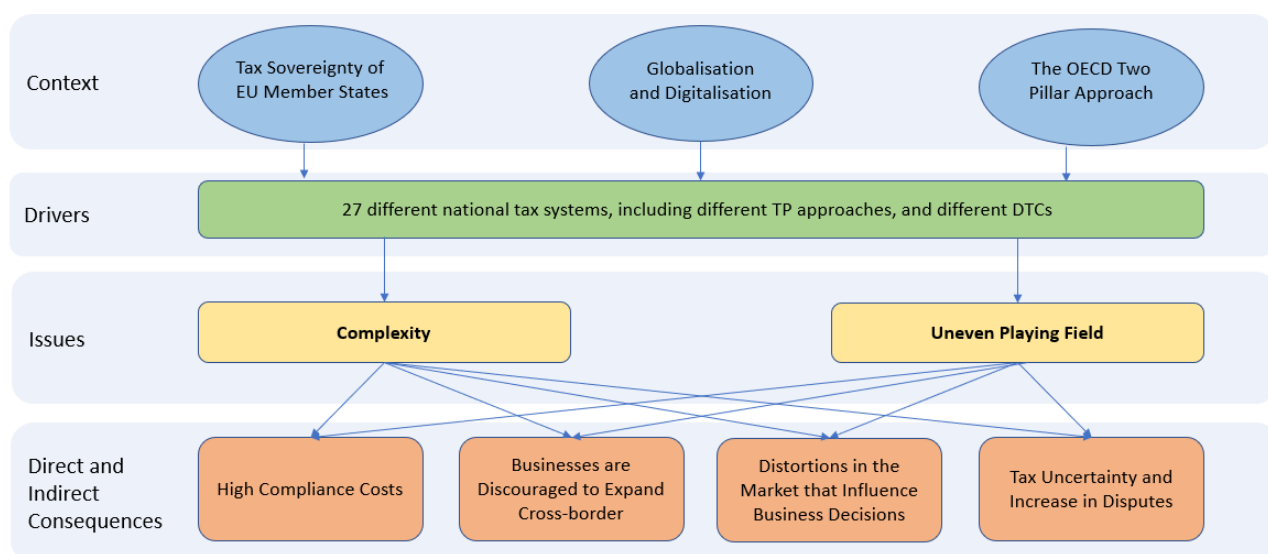 Context
Tax Sovereignty of
EU Member States
Globalisation
and Digitalisation
The OECD Two
Pillar Approach
Drivers
27 different national tax systems, including different TP approaches, and different DTCs
Issues
Complexity
Uneven Playing Field
Direct and
Indirect
Consequences
High Compliance Costs
Businesses are
Discouraged to Expand
Cross-border
Distortions in the
Market that Influence
Business Decisions
Tax Uncertainty and
Increase in Disputes